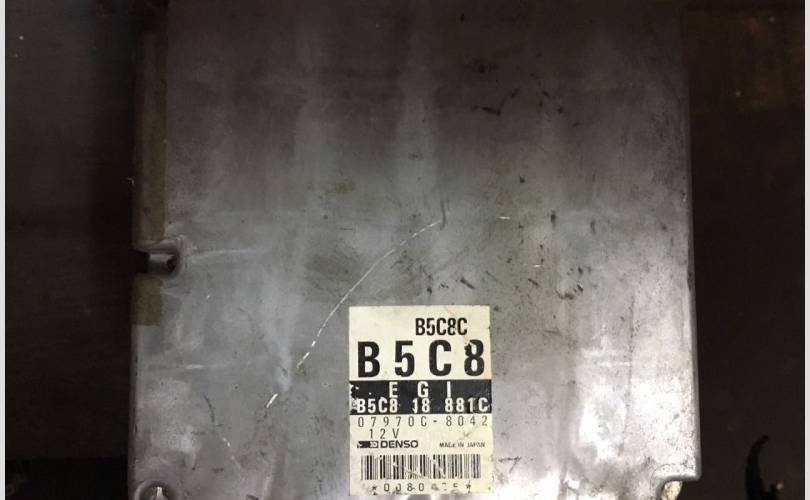 B5C8C
B5C8
EGI
B5C8 18 881C
079700-8042
12V
DENSO MADE IN JAPAN